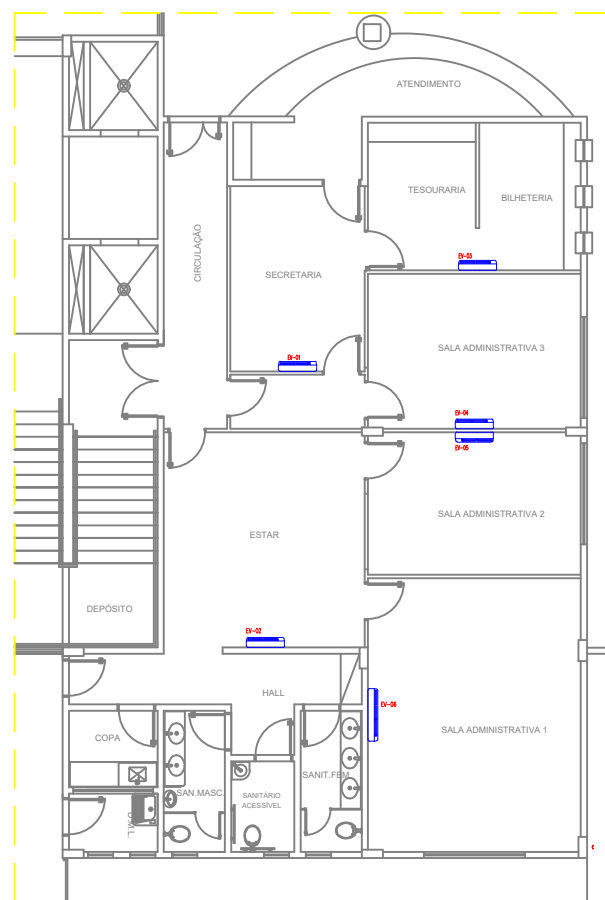 ATENDIMENTO
TESOURARIA
BILHETERIA
CIRCULAÇÃO
EV-03
SECRETARIA
SALA ADMINISTRATIVA 3
EV-01
EV-04
EV-05
SALA ADMINISTRATIVA 2
ESTAR
DEPÓSITO
EV-02
HALL
EV-06
SALA ADMINISTRATIVA 1
COPA
SANIT.FEM.
SAN.MASC.
SANITÁRIO
ACESSÍVEL
D.M.L.